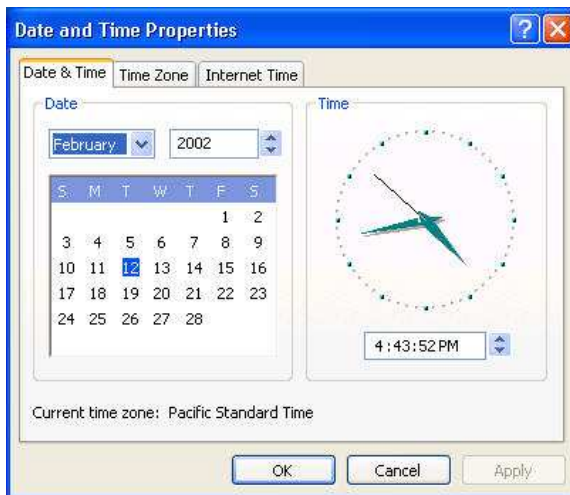 Date and Time Properties
Date & Time Time Zone Internet Time
Date
February 2002
S M T W T F S
1 2
3 4 5 6 7 8 9
10 11 12 13 14 15 16
17 18 19 20 21 22 23
24 25 26 27 28
Time
4:43:52 PM
Current time zone: Pacific Standard Time
OK Cancel Apply